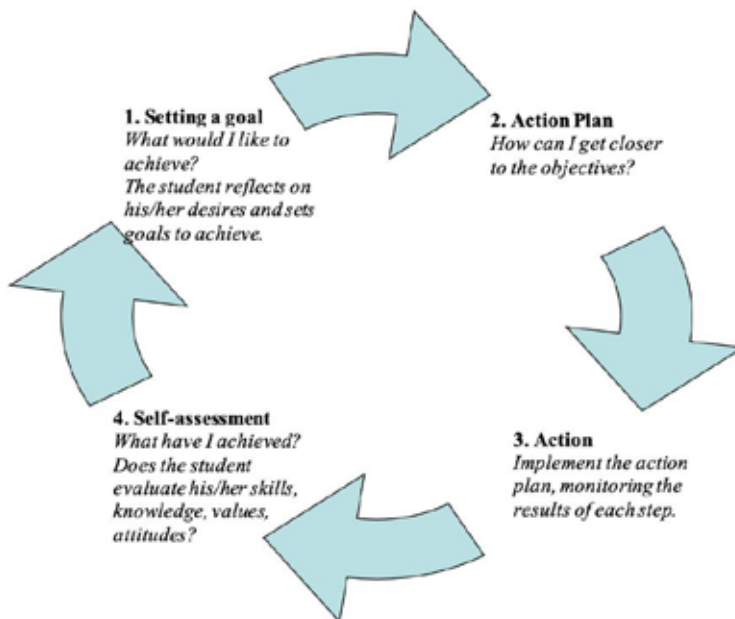 1. Setting a goal
What would I like to
achieve?
The student reflects on
his/her desires and sets
goals to achieve.
2. Action Plan
How can I get closer
to the objectives?
3. Action
Implement the action
plan, monitoring the
results of each step.
4. Self-assessment
What have I achieved?
Does the student
evaluate his/her skills,
knowledge, values,
attitudes?